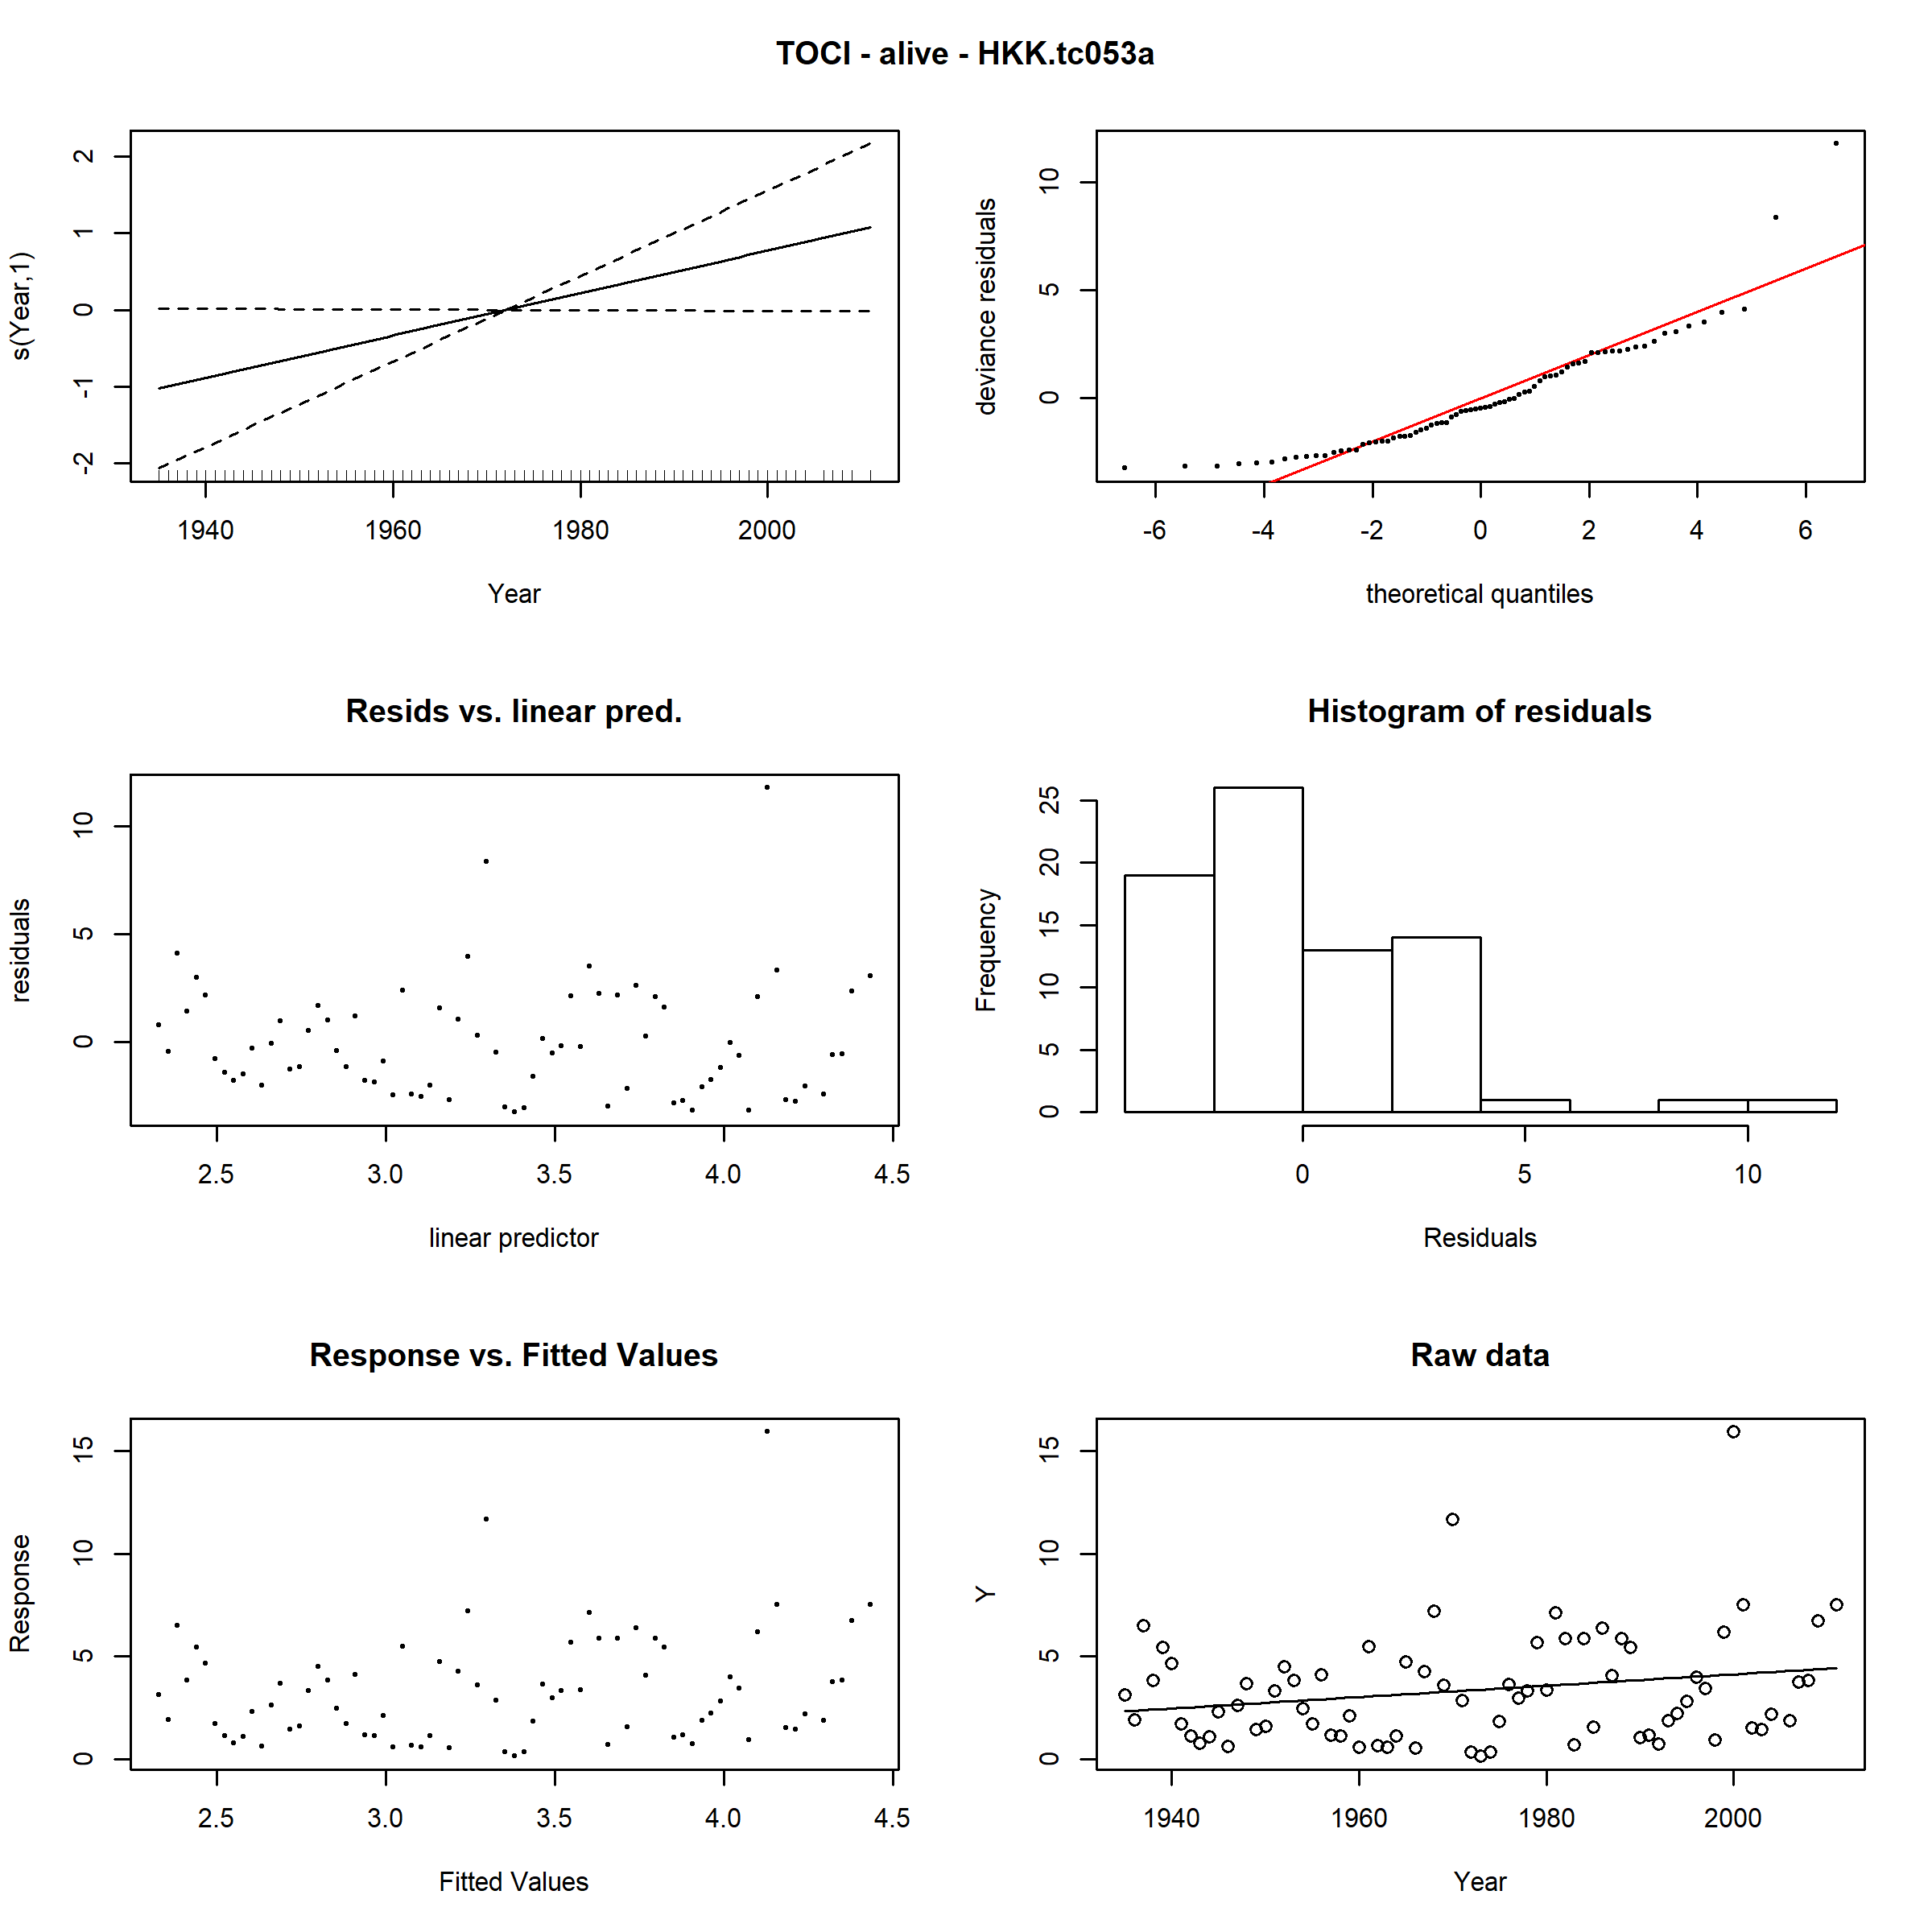 TOCI - alive - HKK.tc053a
s(Year,1)
2
1
0
-1
-2
1940 1960 1980 2000
Year
deviance residuals
10
5
0
-6 -4 -2 0 2 4 6
theoretical quantiles
Resids vs. linear pred.
residuals
10
5
0
2.5 3.0 3.5 4.0 4.5
linear predictor
Histogram of residuals
Frequency
25
20
15
10
5
0
0 5 10
Residuals
Response vs. Fitted Values
Response
15
10
5
0
2.5 3.0 3.5 4.0 4.5
Fitted Values
Raw data
Y
15
10
5
0
1940 1960 1980 2000
Year